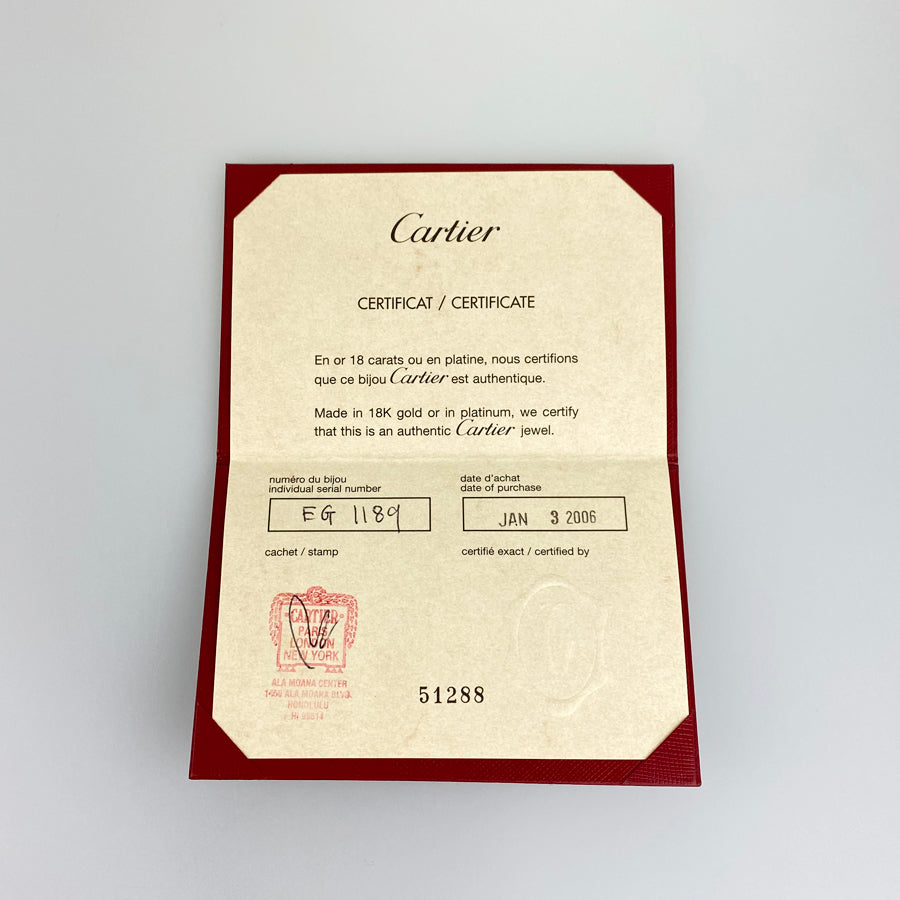 Cartier
CERTIFICAT / CERTIFICATE
En or 18 carats ou en platine, nous certifions
que ce bijou Cartier est authentique.
Made in 18K gold or in platinum, we certify
that this is an authentic Cartier jewel.
numéro du bijou
individual serial number
EG 1189
date d'achat
date of purchase
JAN 3 2006
cachet / stamp
certifié exact / certified by
CARTIER
PARIS
LONDON
NEW YORK
ALA MOANA CENTER
1450 ALA MOANA BLVD.
HONOLULU
HI 96814
51288